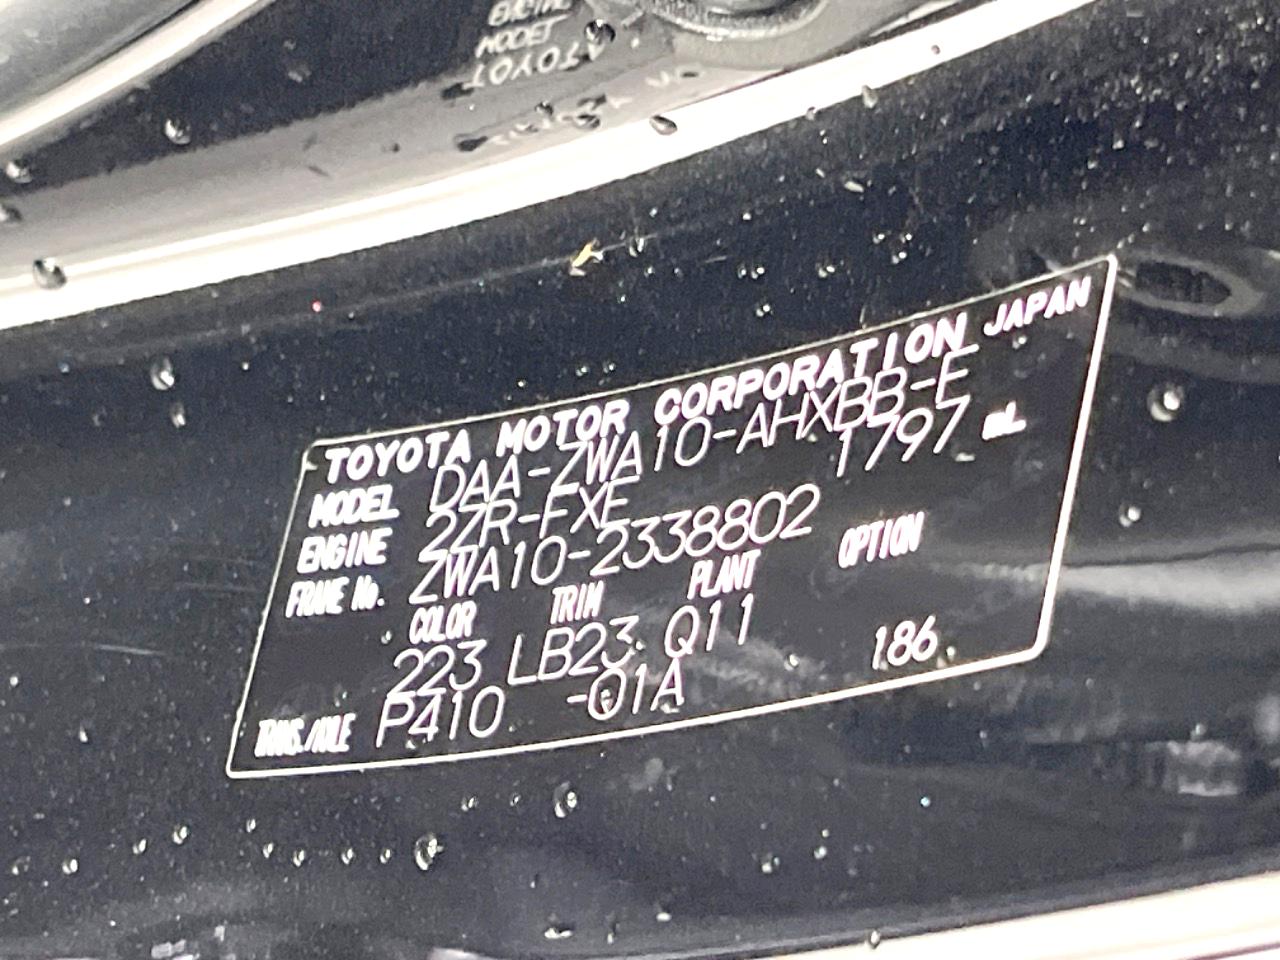 TOYOTA MOTOR CORPORATION JAPAN
MODEL DAA-ZWA10-AHXBB-E
ENGINE 2ZR-FXE 1797 mL
FRAME No. ZWA10-2338802
COLOR TRIM PLANT OPTION
223 LB23 Q11 186
TRANS./AXLE P410 -01A